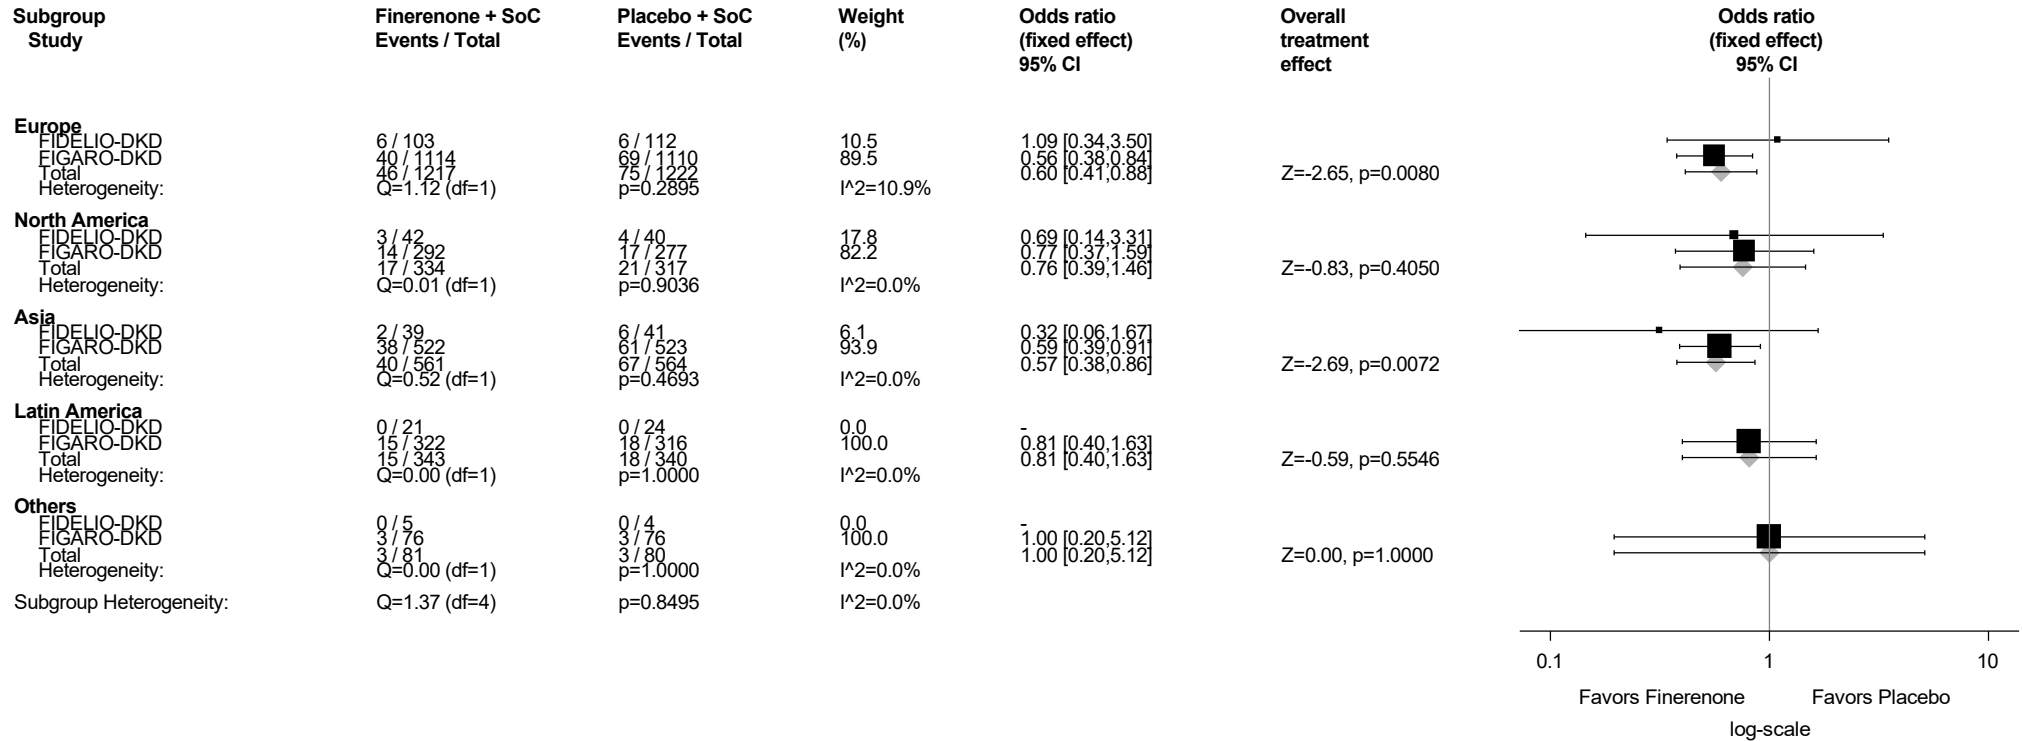 Subgroup Finerenone + SoC Placebo + SoC Weight Odds ratio Overall Odds ratio
Study Events / Total Events / Total (%) (fixed effect) treatment (fixed effect)
95% CI effect 95% CI
Europe
FIDELIO-DKD 6 / 103 6 / 112 10.5 1.09 [0.34,3.50]
FIGARO-DKD 40 / 1114 69 / 1110 89.5 0.56 [0.38,0.84]
Total 46 / 1217 75 / 1222 0.60 [0.41,0.88] Z=-2.65, p=0.0080
Heterogeneity: Q=1.12 (df=1) p=0.2895 I^2=10.9%
North America
FIDELIO-DKD 3 / 42 4 / 40 17.8 0.69 [0.14,3.31]
FIGARO-DKD 14 / 292 17 / 277 82.2 0.77 [0.37,1.59]
Total 17 / 334 21 / 317 0.76 [0.39,1.46] Z=-0.83, p=0.4050
Heterogeneity: Q=0.01 (df=1) p=0.9036 I^2=0.0%
Asia
FIDELIO-DKD 2 / 39 6 / 41 6.1 0.32 [0.06,1.67]
FIGARO-DKD 38 / 522 61 / 523 93.9 0.59 [0.39,0.91]
Total 40 / 561 67 / 564 0.57 [0.38,0.86] Z=-2.69, p=0.0072
Heterogeneity: Q=0.52 (df=1) p=0.4693 I^2=0.0%
Latin America
FIDELIO-DKD 0 / 21 0 / 24 0.0 -
FIGARO-DKD 15 / 322 18 / 316 100.0 0.81 [0.40,1.63]
Total 15 / 343 18 / 340 0.81 [0.40,1.63] Z=-0.59, p=0.5546
Heterogeneity: Q=0.00 (df=1) p=1.0000 I^2=0.0%
Others
FIDELIO-DKD 0 / 5 0 / 4 0.0 -
FIGARO-DKD 3 / 76 3 / 76 100.0 1.00 [0.20,5.12]
Total 3 / 81 3 / 80 1.00 [0.20,5.12] Z=0.00, p=1.0000
Heterogeneity: Q=0.00 (df=1) p=1.0000 I^2=0.0%
Subgroup Heterogeneity: Q=1.37 (df=4) p=0.8495 I^2=0.0%
0.1 1 10
Favors Finerenone Favors Placebo
log-scale